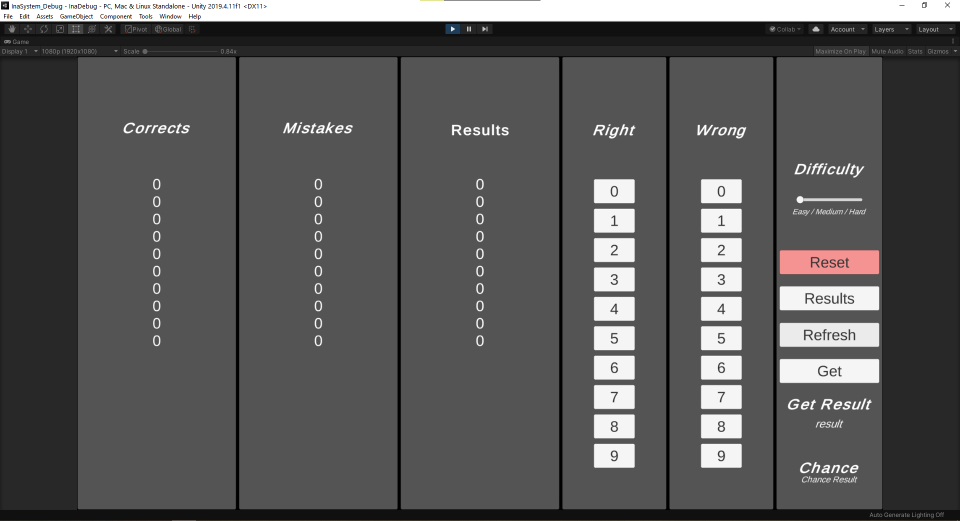 InaSystem_Debug - InaDebug - PC, Mac & Linux Standalone - Unity 2019.4.11f1 <DX11>
File Edit Assets GameObject Component Tools Window Help
Pivot Global Collab Account Layers Layout
Game
Display 1 1080p (1920x1080) Scale 0.84x Maximize On Play Mute Audio Stats Gizmos
Corrects
0
0
0
0
0
0
0
0
0
0
Mistakes
0
0
0
0
0
0
0
0
0
0
Results
0
0
0
0
0
0
0
0
0
0
Right
0
1
2
3
4
5
6
7
8
9
Wrong
0
1
2
3
4
5
6
7
8
9
Difficulty
Easy / Medium / Hard
Reset
Results
Refresh
Get
Get Result
result
Chance
Chance Result
Auto Generate Lighting Off